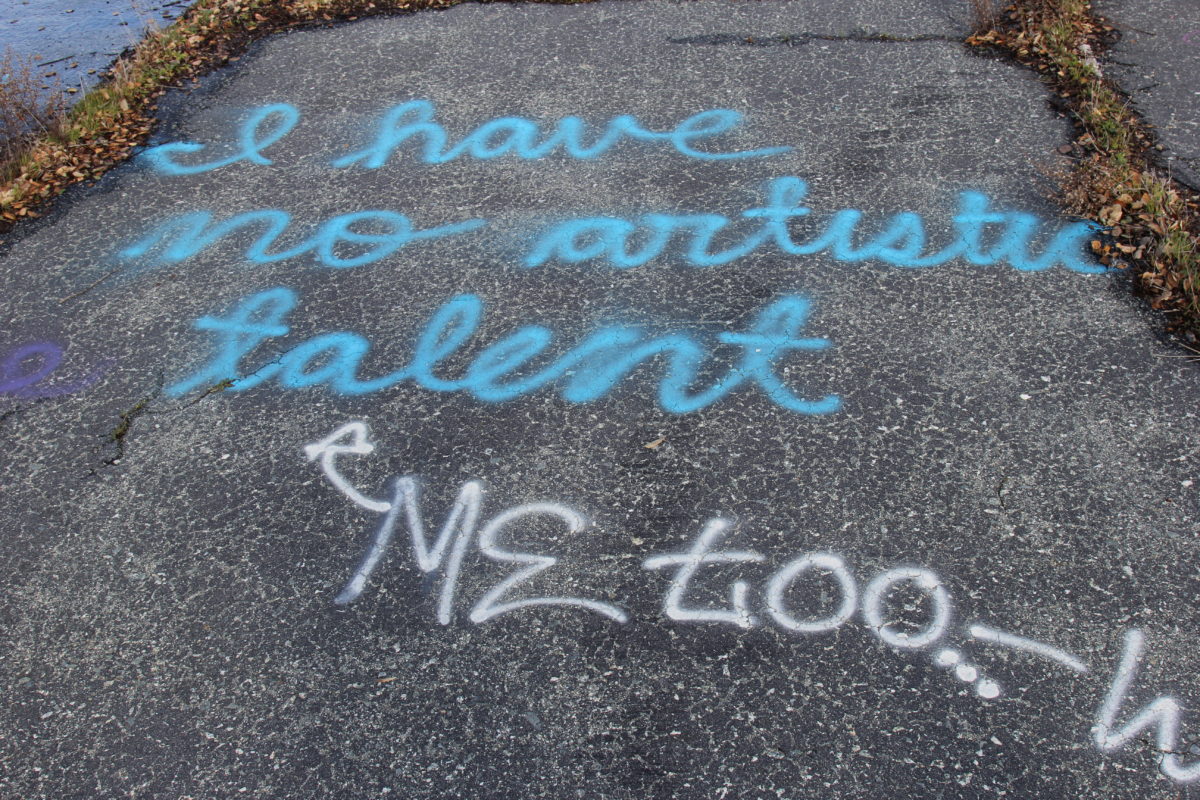 I have
no artistic
talent
ME too...